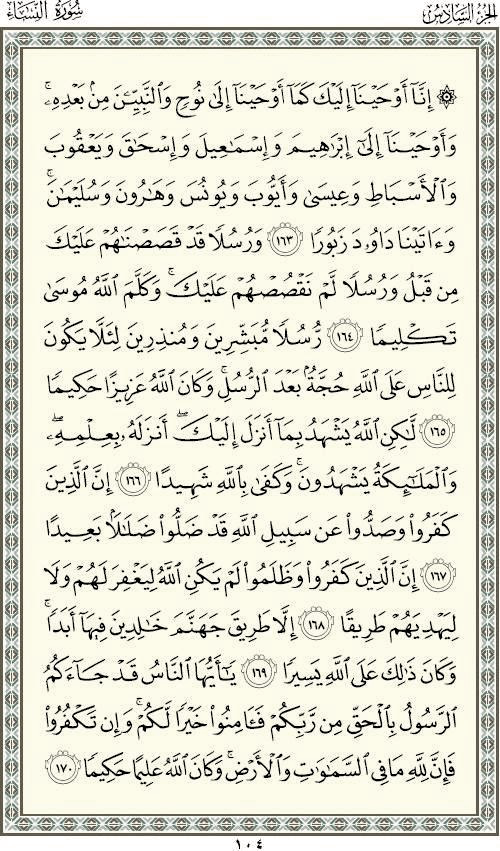 الجزء السادس
سورة النساء
۞ إِنَّآ أَوْحَيْنَآ إِلَيْكَ كَمَآ أَوْحَيْنَآ إِلَىٰ نُوحٍ وَٱلنَّبِيِّـۧنَ مِنۢ بَعْدِهِۦ ۚ
وَأَوْحَيْنَآ إِلَىٰٓ إِبْرَٰهِيمَ وَإِسْمَـٰعِيلَ وَإِسْحَـٰقَ وَيَعْقُوبَ
وَٱلْأَسْبَاطِ وَعِيسَىٰ وَأَيُّوبَ وَيُونُسَ وَهَـٰرُونَ وَسُلَيْمَـٰنَ ۚ
وَءَاتَيْنَا دَاوُۥدَ زَبُورًا ١٦٣ وَرُسُلًا قَدْ قَصَصْنَـٰهُمْ عَلَيْكَ
مِن قَبْلُ وَرُسُلًا لَّمْ نَقْصُصْهُمْ عَلَيْكَ ۚ وَكَلَّمَ ٱللَّهُ مُوسَىٰ
تَكْلِيمًا ١٦٤ رُّسُلًا مُّبَشِّرِينَ وَمُنذِرِينَ لِئَلَّا يَكُونَ
لِلنَّاسِ عَلَى ٱللَّهِ حُجَّةٌۢ بَعْدَ ٱلرُّسُلِ ۚ وَكَانَ ٱللَّهُ عَزِيزًا حَكِيمًا
١٦٥ لَّـٰكِنِ ٱللَّهُ يَشْهَدُ بِمَآ أَنزَلَ إِلَيْكَ ۖ أَنزَلَهُۥ بِعِلْمِهِۦ ۖ
وَٱلْمَلَـٰٓئِكَةُ يَشْهَدُونَ ۚ وَكَفَىٰ بِٱللَّهِ شَهِيدًا ١٦٦ إِنَّ ٱلَّذِينَ
كَفَرُوا۟ وَصَدُّوا۟ عَن سَبِيلِ ٱللَّهِ قَدْ ضَلُّوا۟ ضَلَـٰلًۢا بَعِيدًا
١٦٧ إِنَّ ٱلَّذِينَ كَفَرُوا۟ وَظَلَمُوا۟ لَمْ يَكُنِ ٱللَّهُ لِيَغْفِرَ لَهُمْ وَلَا
لِيَهْدِيَهُمْ طَرِيقًا ١٦٨ إِلَّا طَرِيقَ جَهَنَّمَ خَـٰلِدِينَ فِيهَآ أَبَدًا ۚ
وَكَانَ ذَٰلِكَ عَلَى ٱللَّهِ يَسِيرًا ١٦٩ يَـٰٓأَيُّهَا ٱلنَّاسُ قَدْ جَآءَكُمُ
ٱلرَّسُولُ بِٱلْحَقِّ مِن رَّبِّكُمْ فَـَٔامِنُوا۟ خَيْرًا لَّكُمْ ۚ وَإِن تَكْفُرُوا۟
فَإِنَّ لِلَّهِ مَا فِى ٱلسَّمَـٰوَٰتِ وَٱلْأَرْضِ ۚ وَكَانَ ٱللَّهُ عَلِيمًا حَكِيمًا ١٧٠
١٠٤